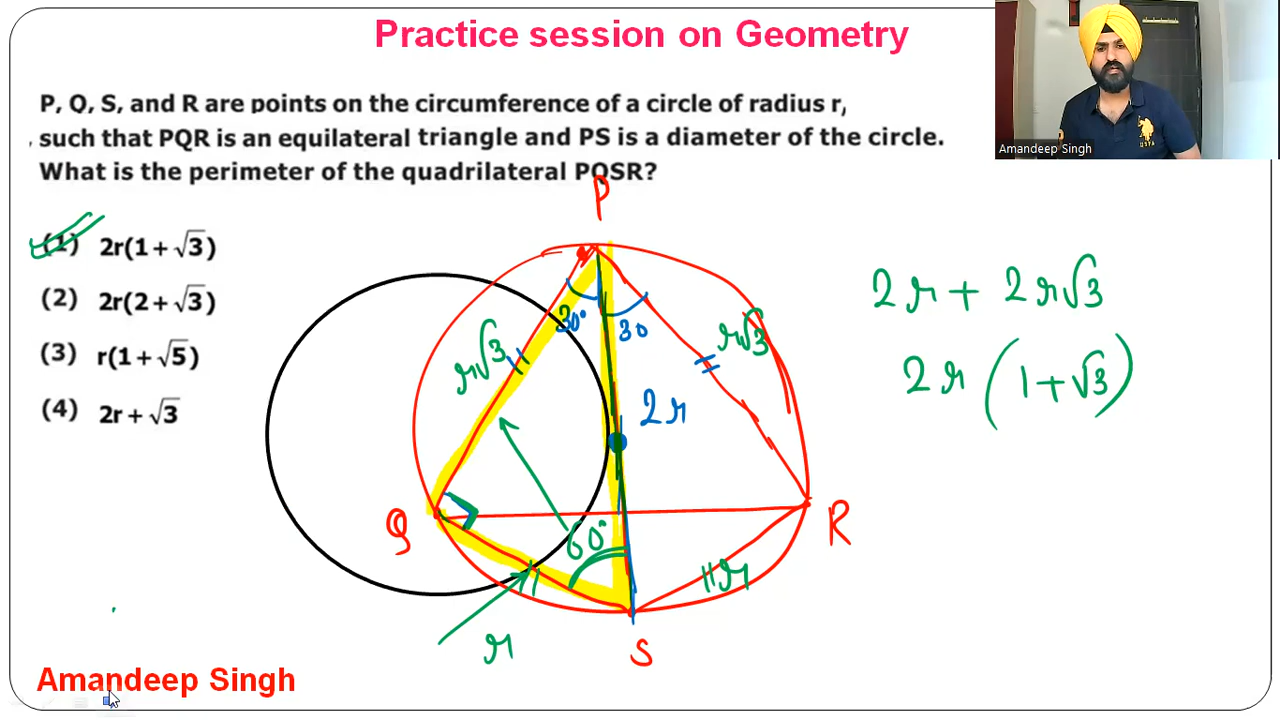 Practice session on Geometry
P, Q, S, and R are points on the circumference of a circle of radius r,
such that PQR is an equilateral triangle and PS is a diameter of the circle.
What is the perimeter of the quadrilateral PQSR?
Amandeep Singh
(1) 2r(1+√3)
(2) 2r(2+√3)
(3) r(1+√5)
(4) 2r+√3
P
30°
30
r√3
r√3
2r
Q
R
60°
r
r
S
2r + 2r√3
2r (1+√3)
Amandeep Singh